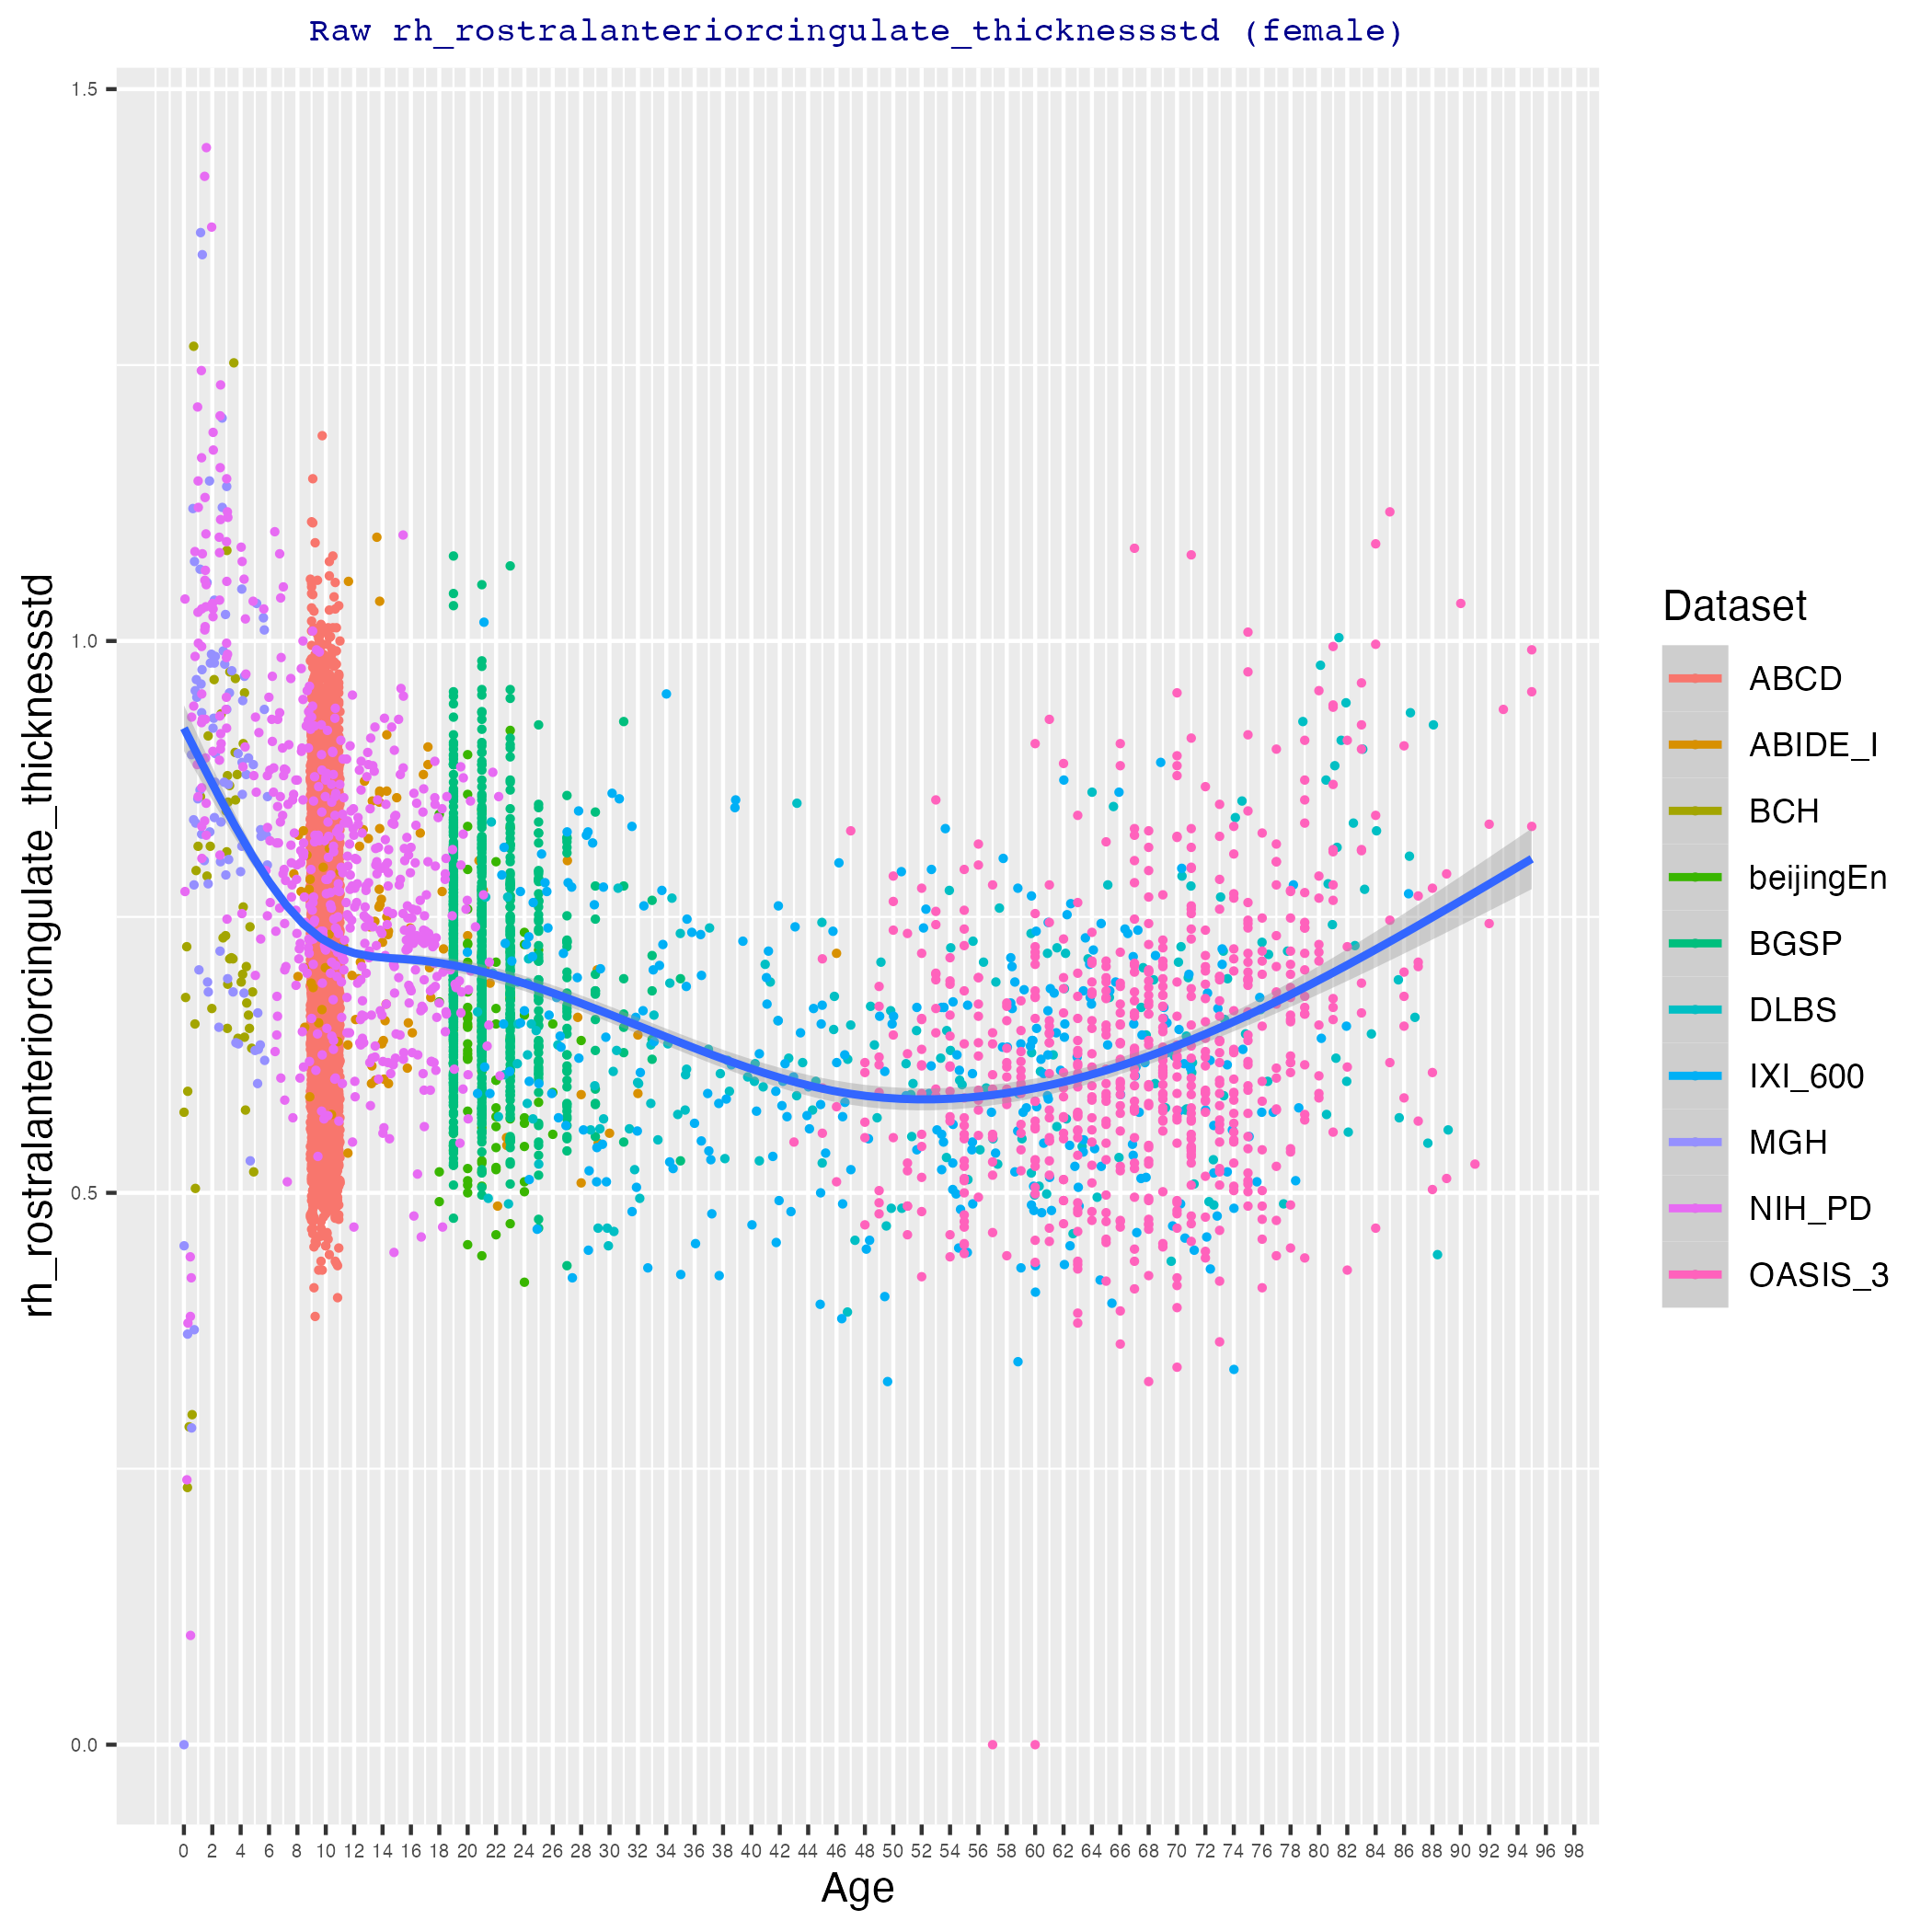 Raw rh_rostralanteriorcingulate_thicknessstd (female)
rh_rostralanteriorcingulate_thicknessstd
1.5
1.0
0.5
0.0
0 2 4 6 8 10 12 14 16 18 20 22 24 26 28 30 32 34 36 38 40 42 44 46 48 50 52 54 56 58 60 62 64 66 68 70 72 74 76 78 80 82 84 86 88 90 92 94 96 98
Age
Dataset
ABCD
ABIDE_I
BCH
beijingEn
BGSP
DLBS
IXI_600
MGH
NIH_PD
OASIS_3